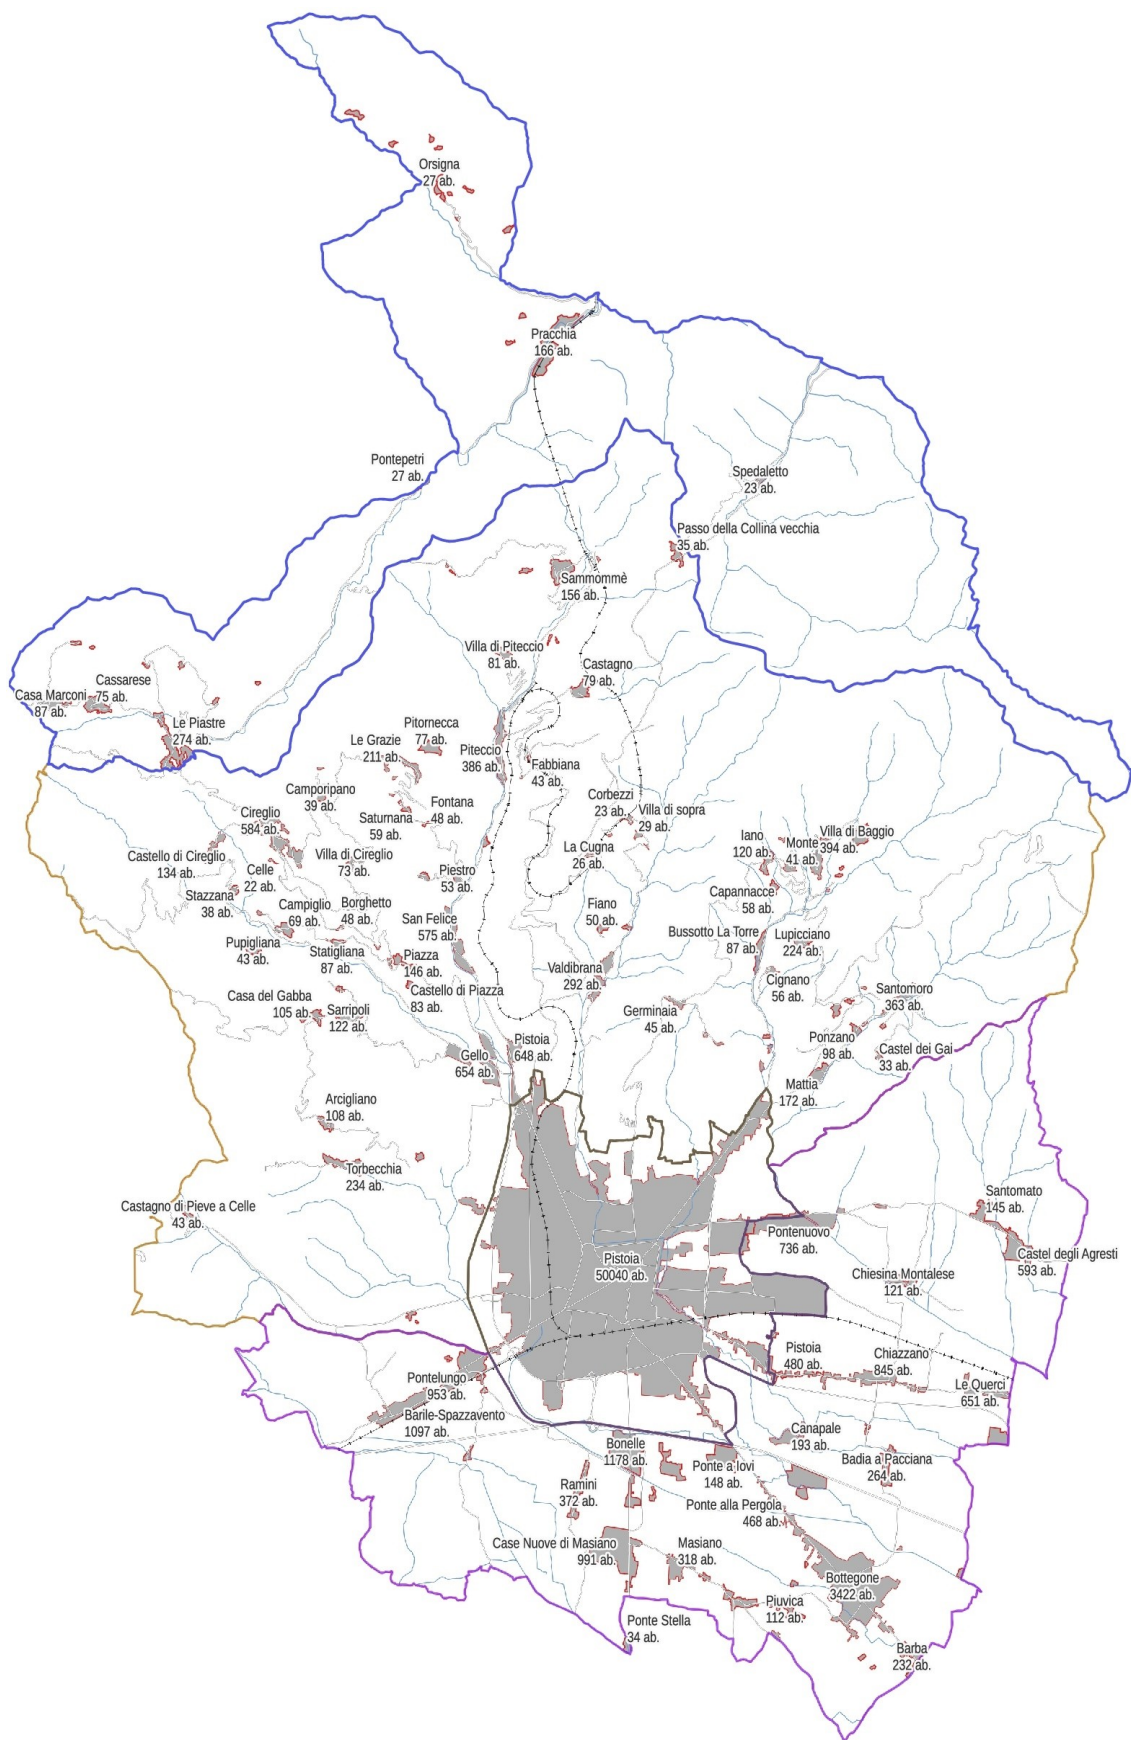 Orsigna
27 ab.
Pracchia
166 ab.
Pontepetri
27 ab.
Spedaletto
23 ab.
Passo della Collina vecchia
35 ab.
Sammommè
156 ab.
Villa di Piteccio
81 ab.
Castagno
79 ab.
Cassarese
75 ab.
Casa Marconi
87 ab.
Le Piastre
274 ab.
Pitornecca
77 ab.
Le Grazie
211 ab.
Piteccio
386 ab.
Fabbiana
43 ab.
Camporipano
39 ab.
Fontana
48 ab.
Saturnana
59 ab.
Corbezzi
23 ab.
Villa di sopra
29 ab.
Cireglio
584 ab.
Castello di Cireglio
134 ab.
Villa di Cireglio
73 ab.
La Cugna
26 ab.
Iano
120 ab.
Monte
41 ab.
Villa di Baggio
394 ab.
Celle
22 ab.
Stazzana
38 ab.
Piestro
53 ab.
Capannacce
58 ab.
Campiglio
69 ab.
Borghetto
48 ab.
San Felice
575 ab.
Fiano
50 ab.
Bussotto La Torre
87 ab.
Lupicciano
224 ab.
Pupigliana
43 ab.
Statigliana
87 ab.
Piazza
146 ab.
Valdibrana
292 ab.
Castello di Piazza
83 ab.
Cignano
56 ab.
Santomoro
363 ab.
Casa del Gabba
105 ab.
Sarripoli
122 ab.
Germinaia
45 ab.
Ponzano
98 ab.
Castel dei Gai
33 ab.
Pistoia
648 ab.
Gello
654 ab.
Mattia
172 ab.
Arcigliano
108 ab.
Torbecchia
234 ab.
Castagno di Pieve a Celle
43 ab.
Santomato
145 ab.
Pontenuovo
736 ab.
Castel degli Agresti
593 ab.
Pistoia
50040 ab.
Chiesina Montalese
121 ab.
Pistoia
480 ab.
Chiazzano
845 ab.
Pontelungo
953 ab.
Le Querci
651 ab.
Barile-Spazzavento
1097 ab.
Canapale
193 ab.
Bonelle
1178 ab.
Ponte a Iovi
148 ab.
Badia a Pacciana
264 ab.
Ramini
372 ab.
Ponte alla Pergola
468 ab.
Case Nuove di Masiano
991 ab.
Masiano
318 ab.
Bottegone
3422 ab.
Piuvica
112 ab.
Ponte Stella
34 ab.
Barba
232 ab.